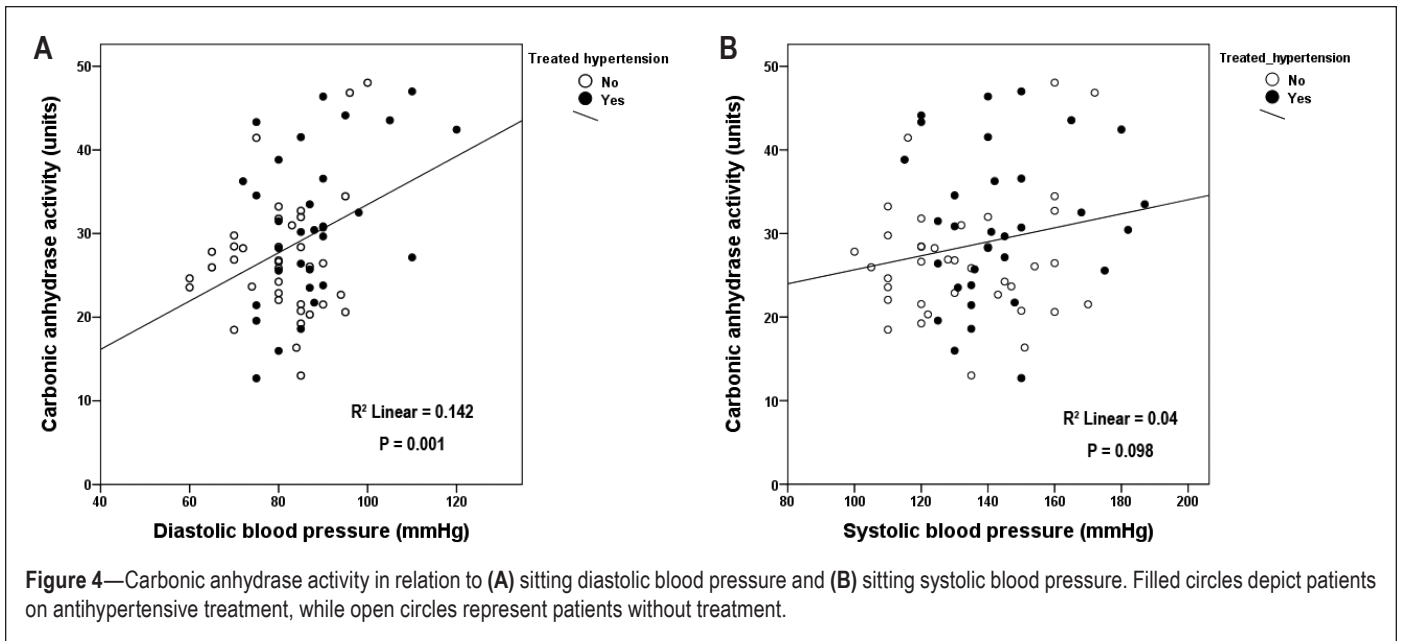 A
B
Treated hypertension
No
Yes
Treated_hypertension
No
Yes
50
40
30
20
10
0
40
60
80
100
120
Carbonic anhydrase activity (units)
Diastolic blood pressure (mmHg)
R² Linear = 0.142
P = 0.001
50
40
30
20
10
0
80
100
120
140
160
180
200
Carbonic anhydrase activity (units)
Systolic blood pressure (mmHg)
R² Linear = 0.04
P = 0.098
Figure 4—Carbonic anhydrase activity in relation to (A) sitting diastolic blood pressure and (B) sitting systolic blood pressure. Filled circles depict patients
on antihypertensive treatment, while open circles represent patients without treatment.